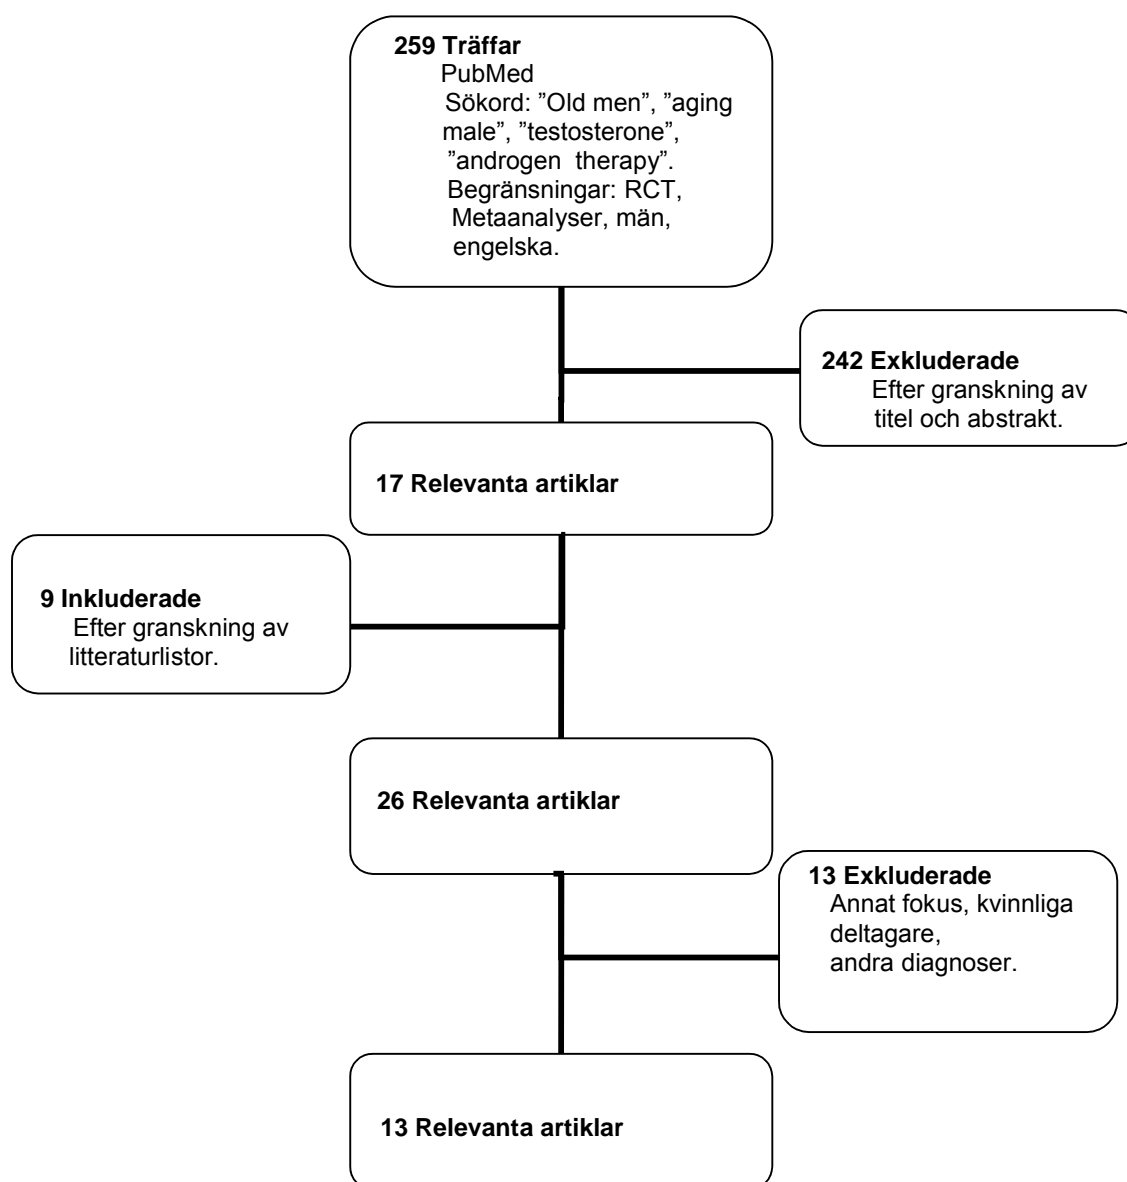 259 Träffar
PubMed
Sökord: ”Old men”, ”aging
male”, ”testosterone”,
”androgen therapy”.
Begränsningar: RCT,
Metaanalyser, män,
engelska.
242 Exkluderade
Efter granskning av
titel och abstrakt.
17 Relevanta artiklar
9 Inkluderade
Efter granskning av
litteraturlistor.
26 Relevanta artiklar
13 Exkluderade
Annat fokus, kvinnliga
deltagare,
andra diagnoser.
13 Relevanta artiklar